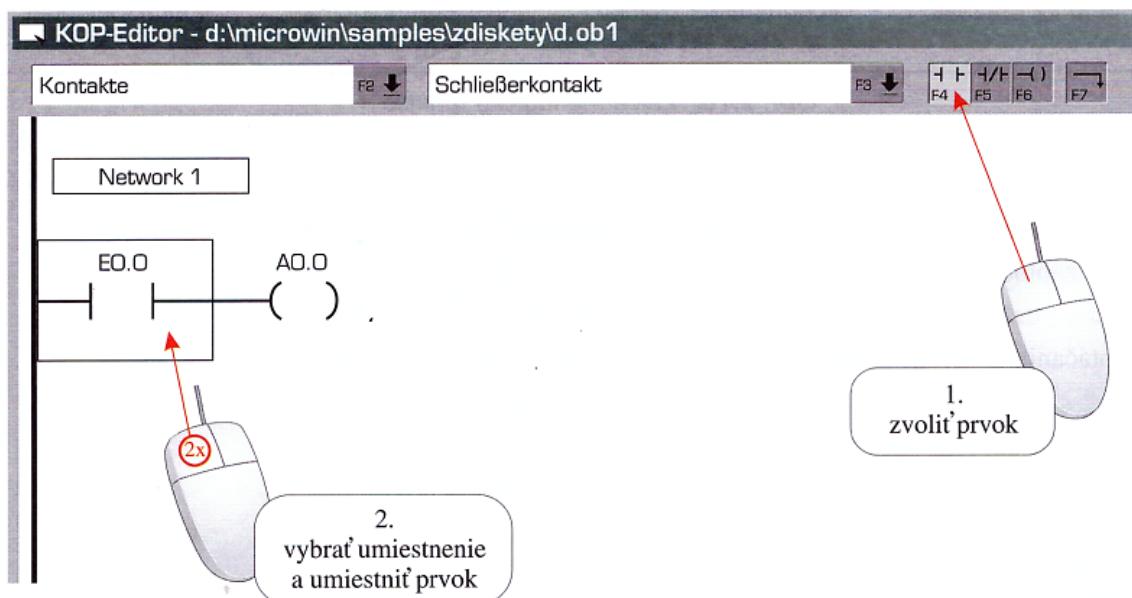 KOP-Editor - d:\microwin\samples\zdiskety\d.ob1
Kontakte F2 Schließerkontakt F3 F4 F5 F6 F7
Network 1
E0.0 A0.0
1.
zvoliť prvok
2x
2.
vybrať umiestnenie
a umiestniť prvok